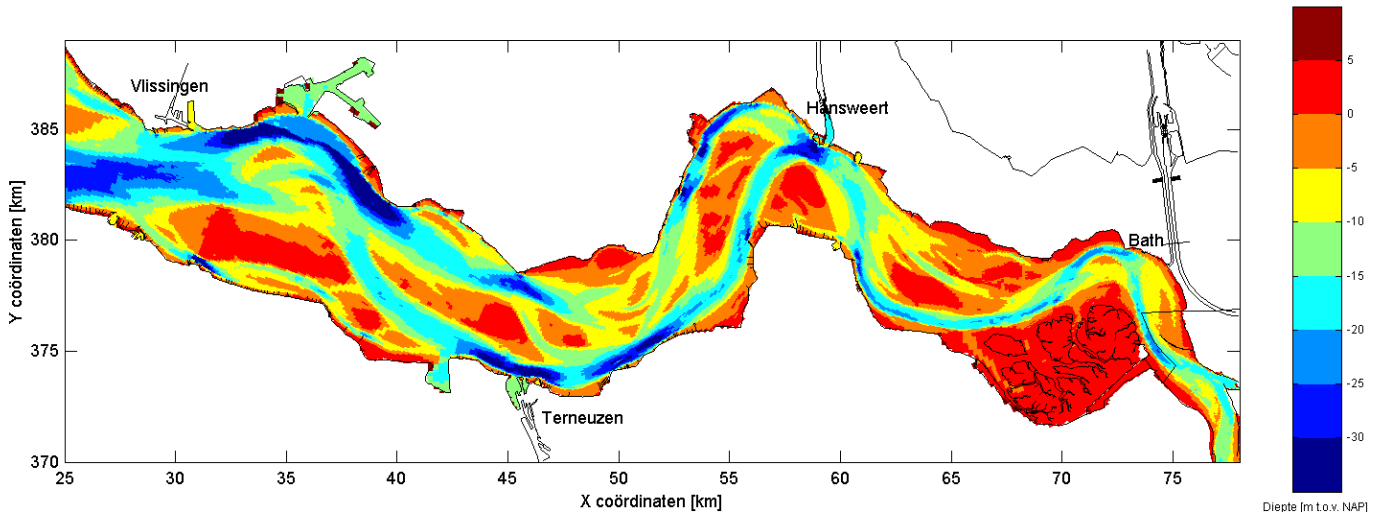 Vlissingen
Hansweert
Bath
Terneuzen
Y coördinaten [km]
385
380
375
370
25 30 35 40 45 50 55 60 65 70 75
X coördinaten [km]
5
0
-5
-10
-15
-20
-25
-30
Diepte [m t.o.v. NAP]